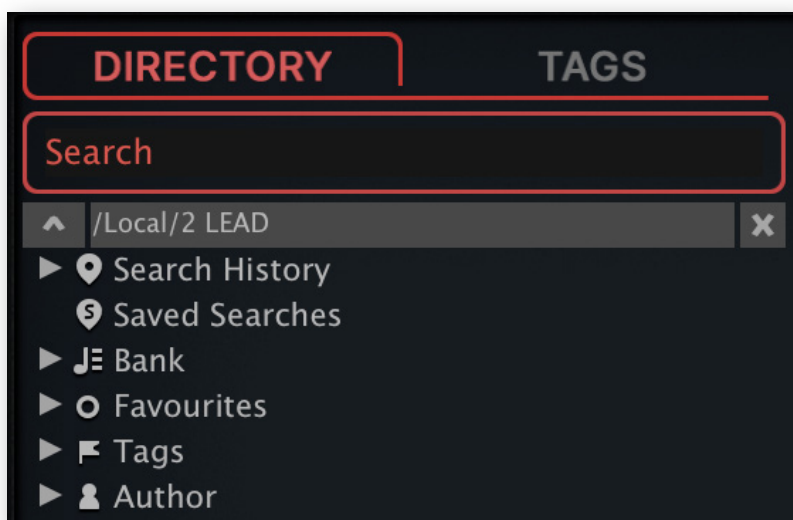 DIRECTORY TAGS
Search
/Local/2 LEAD
Search History
S Saved Searches
Bank
Favourites
Tags
Author